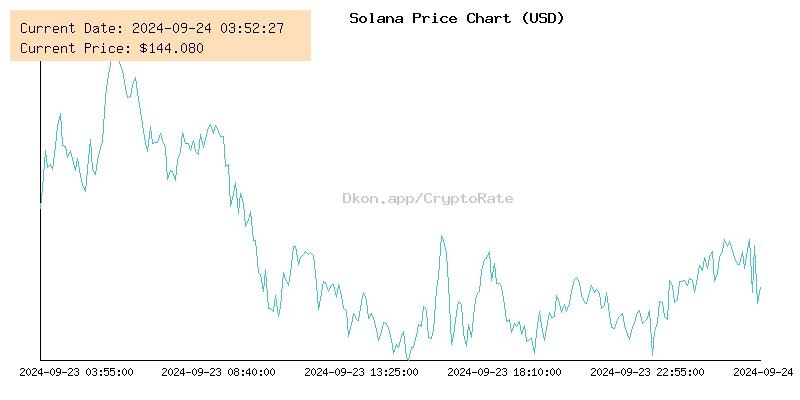 Solana Price Chart (USD)
Current Date: 2024-09-24 03:52:27
Current Price: $144.080
Dkon.app/CryptoRate
2024-09-23 03:55:00 2024-09-23 08:40:00 2024-09-23 13:25:00 2024-09-23 18:10:00 2024-09-23 22:55:00 2024-09-24